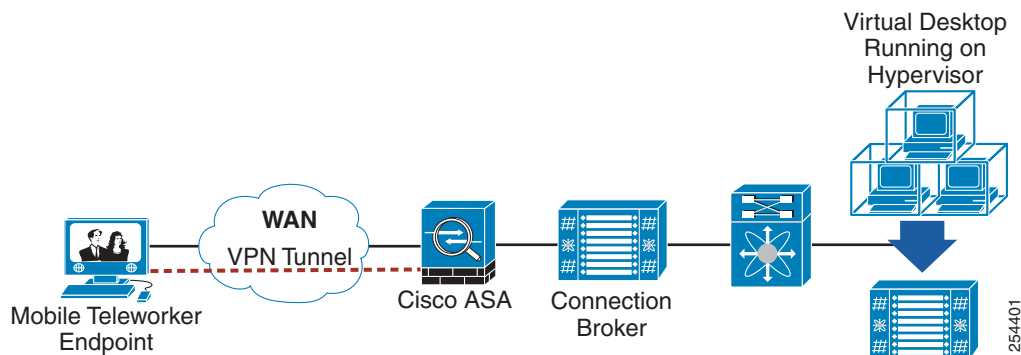 Virtual Desktop
Running on
Hypervisor
WAN
VPN Tunnel
Cisco ASA
Connection
Broker
Mobile Teleworker
Endpoint
254401